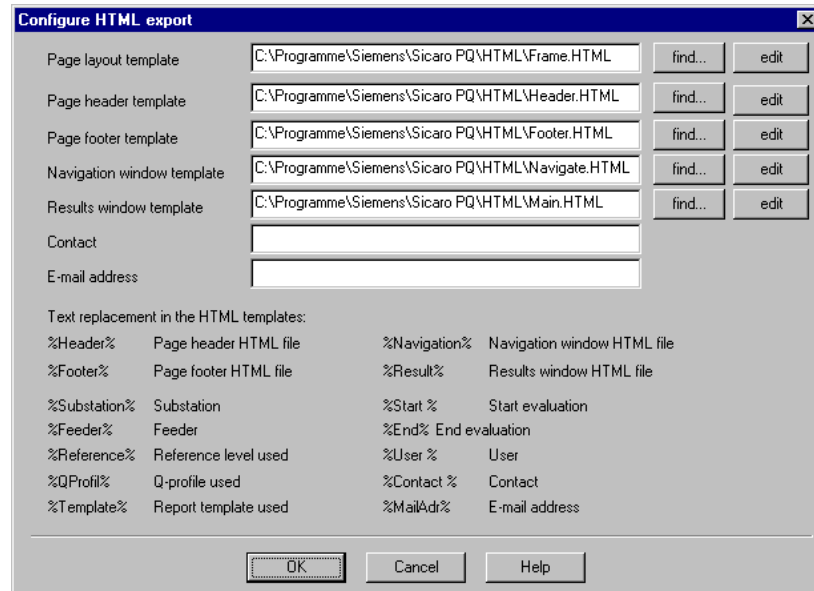 Configure HTML export
Page layout template C:\Programme\Siemens\Sicaro PQ\HTML\Frame.HTML find... edit
Page header template C:\Programme\Siemens\Sicaro PQ\HTML\Header.HTML find... edit
Page footer template C:\Programme\Siemens\Sicaro PQ\HTML\Footer.HTML find... edit
Navigation window template C:\Programme\Siemens\Sicaro PQ\HTML\Navigate.HTML find... edit
Results window template C:\Programme\Siemens\Sicaro PQ\HTML\Main.HTML find... edit
Contact
E-mail address
Text replacement in the HTML templates:
%Header% Page header HTML file %Navigation% Navigation window HTML file
%Footer% Page footer HTML file %Result% Results window HTML file
%Substation% Substation %Start % Start evaluation
%Feeder% Feeder %End% End evaluation
%Reference% Reference level used %User % User
%QProfil% Q-profile used %Contact % Contact
%Template% Report template used %MailAdr% E-mail address
OK Cancel Help